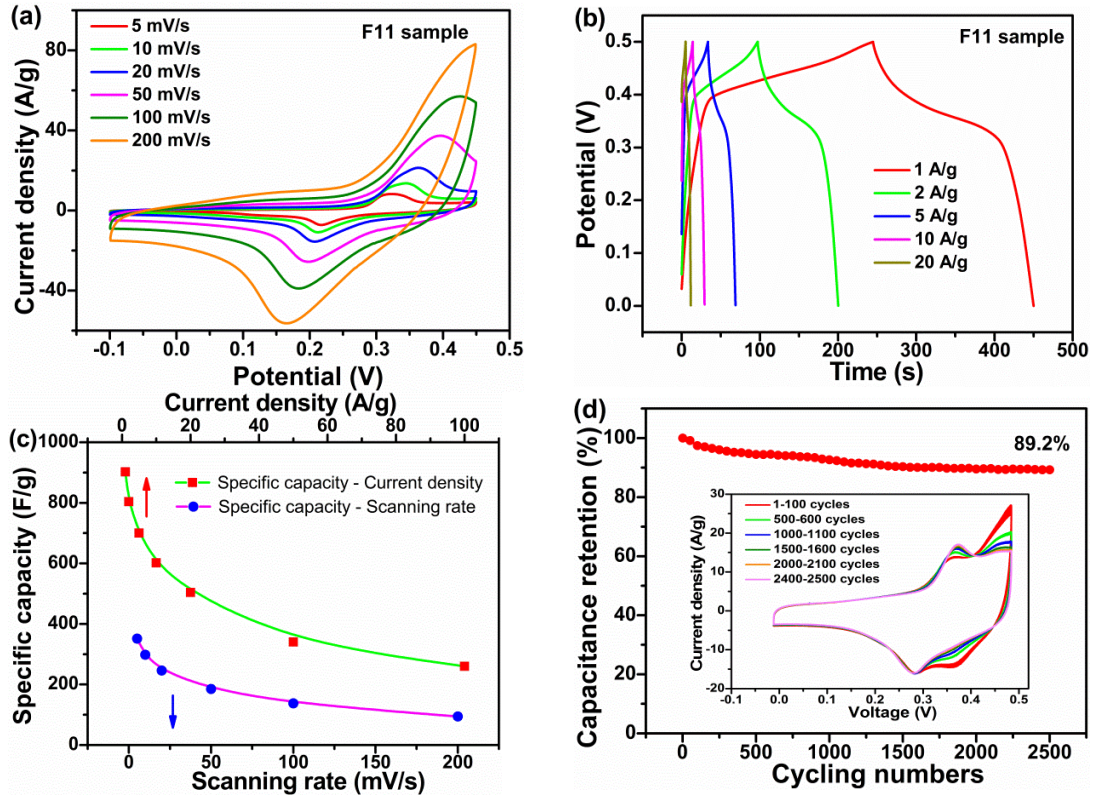 (a)
F11 sample
5 mV/s
10 mV/s
20 mV/s
50 mV/s
100 mV/s
200 mV/s
Current density (A/g)
80
40
0
-40
-0.1 0.0 0.1 0.2 0.3 0.4 0.5
Potential (V)
(b)
F11 sample
Potential (V)
0.5
0.4
0.3
0.2
0.1
0.0
1 A/g
2 A/g
5 A/g
10 A/g
20 A/g
0 100 200 300 400 500
Time (s)
(c)
Current density (A/g)
0 20 40 60 80 100
Specific capacity (F/g)
1000
800
600
400
200
0
Specific capacity - Current density
Specific capacity - Scanning rate
0 50 100 150 200
Scanning rate (mV/s)
(d)
89.2%
Capacitance retention (%)
100
80
60
40
20
0
1-100 cycles
500-600 cycles
1000-1100 cycles
1500-1600 cycles
2000-2100 cycles
2400-2500 cycles
Current density (A/g)
30
20
10
0
-10
-20
-0.1 0.0 0.1 0.2 0.3 0.4 0.5
Voltage (V)
0 500 1000 1500 2000 2500
Cycling numbers